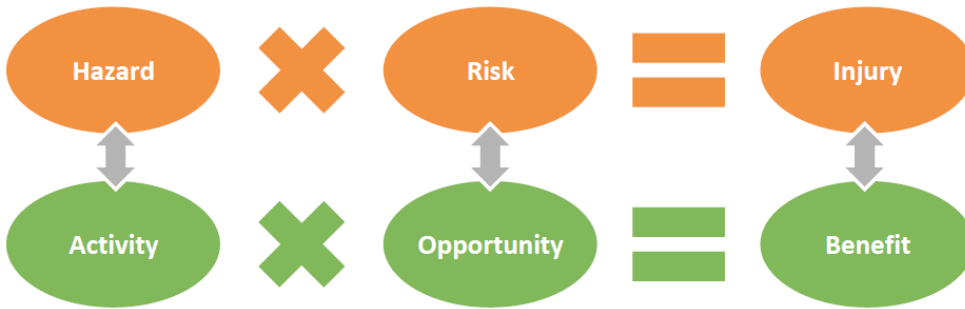 Hazard
Risk
Injury
Activity
Opportunity
Benefit